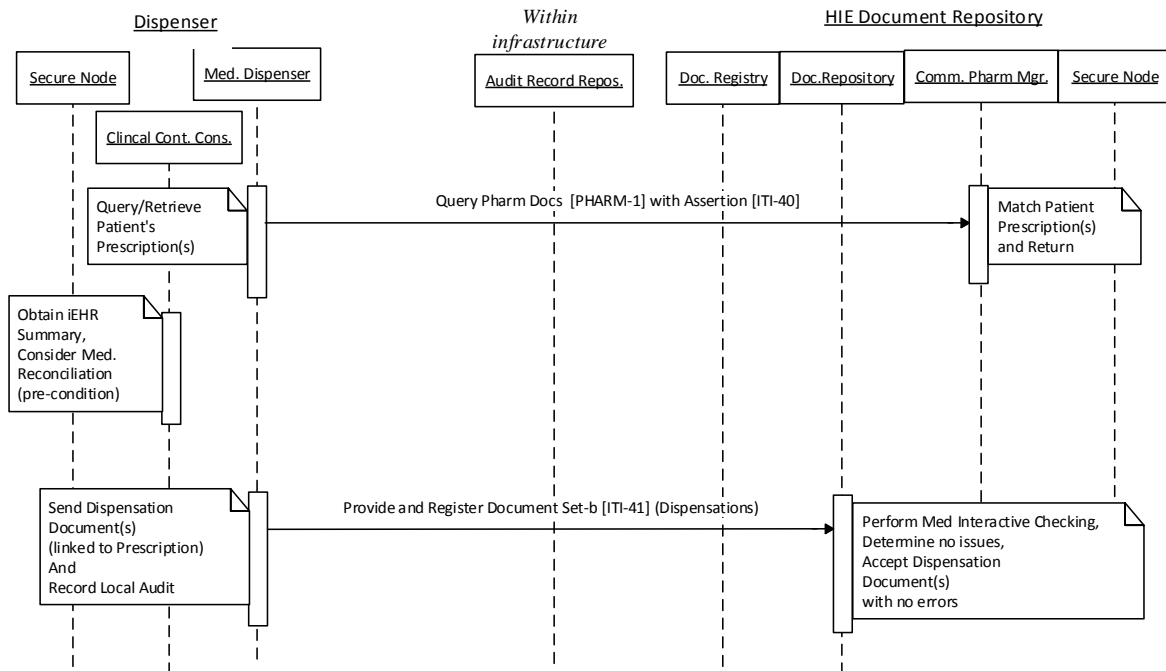 Dispenser
Within
infrastructure
HIE Document Repository
Secure Node
Med. Dispenser
Audit Record Repos.
Doc. Registry
Doc.Repository
Comm. Pharm Mgr.
Secure Node
Clincal Cont. Cons.
Query/Retrieve
Patient's
Prescription(s)
Query Pharm Docs [PHARM-1] with Assertion [ITI-40]
Match Patient
Prescription(s)
and Return
Obtain iEHR
Summary,
Consider Med.
Reconciliation
(pre-condition)
Send Dispensation
Document(s)
(linked to Prescription)
And
Record Local Audit
Provide and Register Document Set-b [ITI-41] (Dispensations)
Perform Med Interactive Checking,
Determine no issues,
Accept Dispensation
Document(s)
with no errors